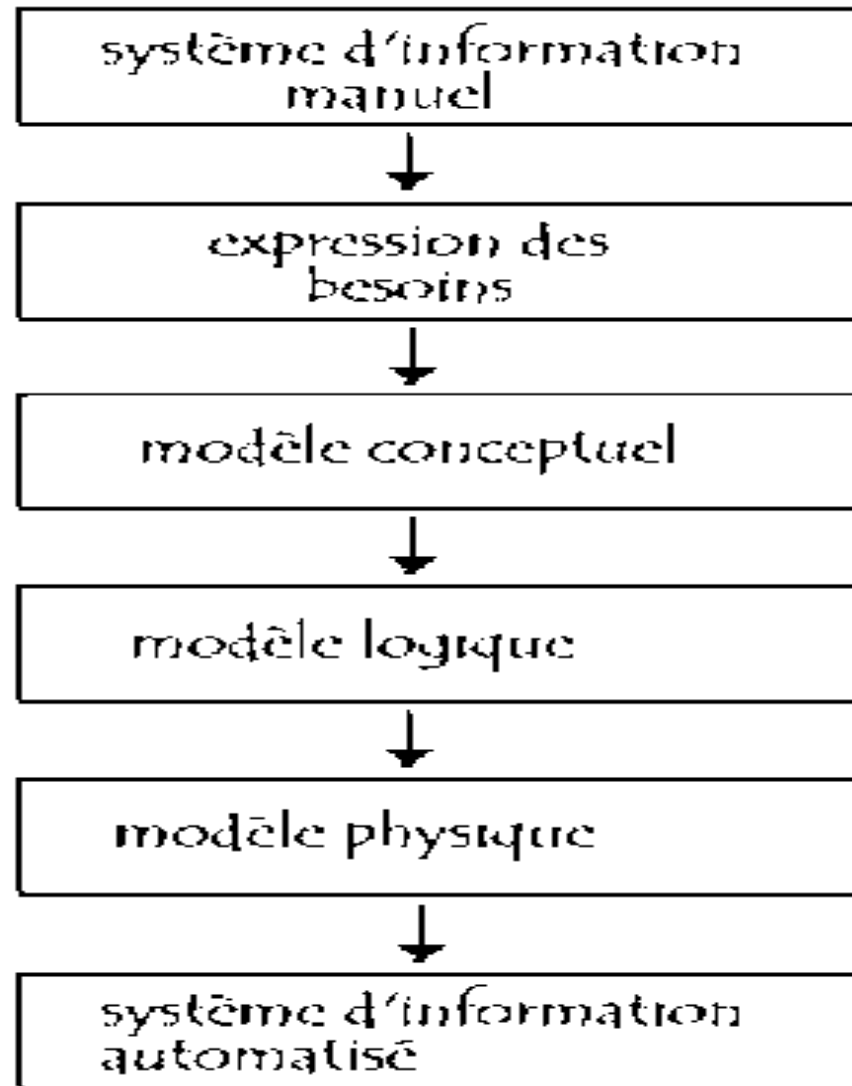 système d'information
manuel
expression des
besoins
modèle conceptuel
modèle logique
modèle physique
système d'information
automatisé